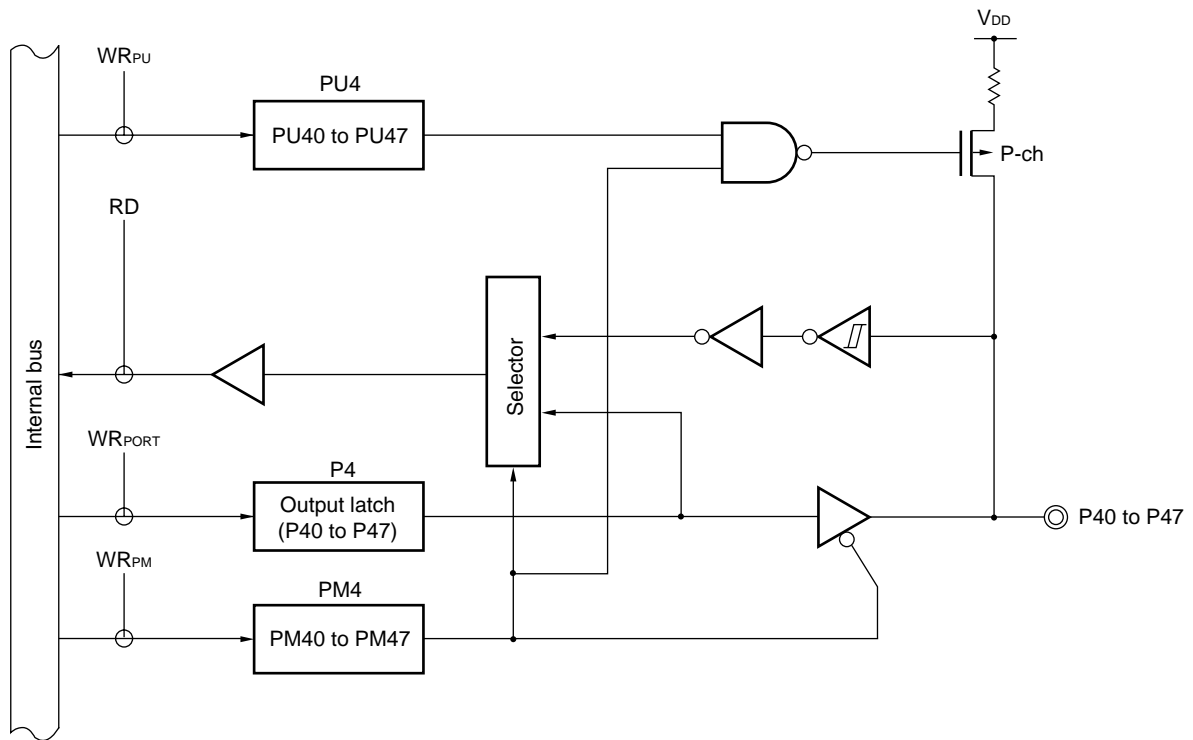 VDD
WRPU
PU4
PU40 to PU47
P-ch
RD
Internal bus
Selector
WRPORT
P4
Output latch
(P40 to P47)
P40 to P47
WRPM
PM4
PM40 to PM47